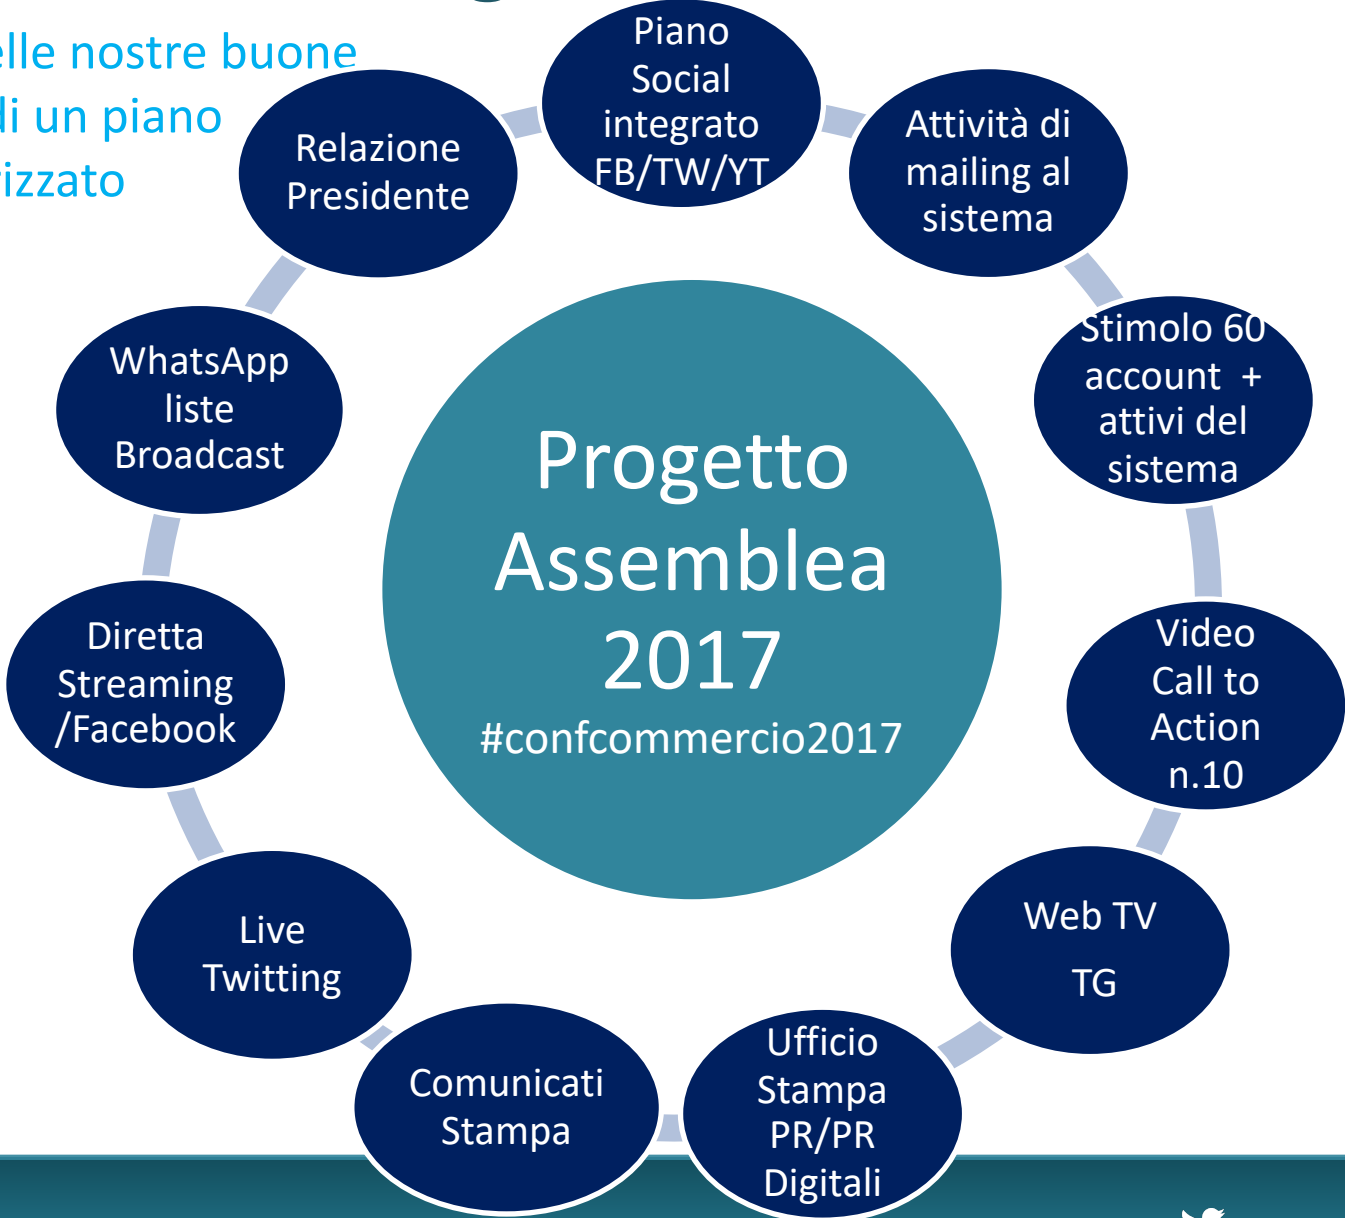 elle nostre buone
di un piano
rizzato
Piano
Social
integrato
FB/TW/YT
Attività di
mailing al
sistema
Stimolo 60
account +
attivi del
sistema
Video
Call to
Action
n.10
Web TV
TG
Ufficio
Stampa
PR/PR
Digitali
Comunicati
Stampa
Live
Twitting
Diretta
Streaming
/Facebook
WhatsApp
liste
Broadcast
Relazione
Presidente
Progetto
Assemblea
2017
#confcommercio2017